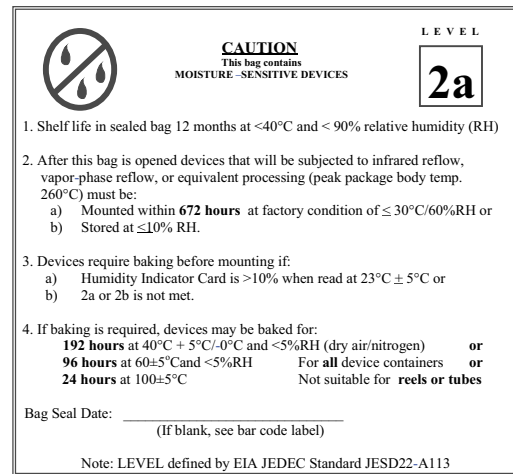 L E V E L
CAUTION
This bag contains
MOISTURE –SENSITIVE DEVICES
2a
1. Shelf life in sealed bag 12 months at <40°C and < 90% relative humidity (RH)
2. After this bag is opened devices that will be subjected to infrared reflow,
vapor-phase reflow, or equivalent processing (peak package body temp.
260°C) must be:
a) Mounted within 672 hours at factory condition of ≤ 30°C/60%RH or
b) Stored at ≤10% RH.
3. Devices require baking before mounting if:
a) Humidity Indicator Card is >10% when read at 23°C ± 5°C or
b) 2a or 2b is not met.
4. If baking is required, devices may be baked for:
192 hours at 40°C + 5°C/-0°C and <5%RH (dry air/nitrogen) or
96 hours at 60±5°Cand <5%RH For all device containers or
24 hours at 100±5°C Not suitable for reels or tubes
Bag Seal Date: ____________________________
(If blank, see bar code label)
Note: LEVEL defined by EIA JEDEC Standard JESD22-A113